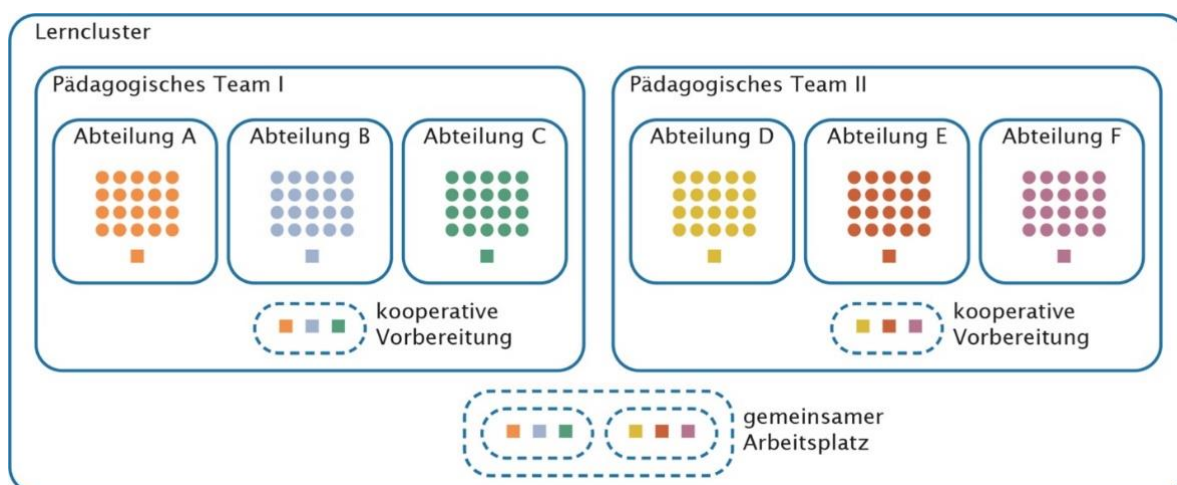 Lerncluster
Pädagogisches Team I
Pädagogisches Team II
Abteilung A
Abteilung B
Abteilung C
Abteilung D
Abteilung E
Abteilung F
kooperative
Vorbereitung
kooperative
Vorbereitung
gemeinsamer
Arbeitsplatz